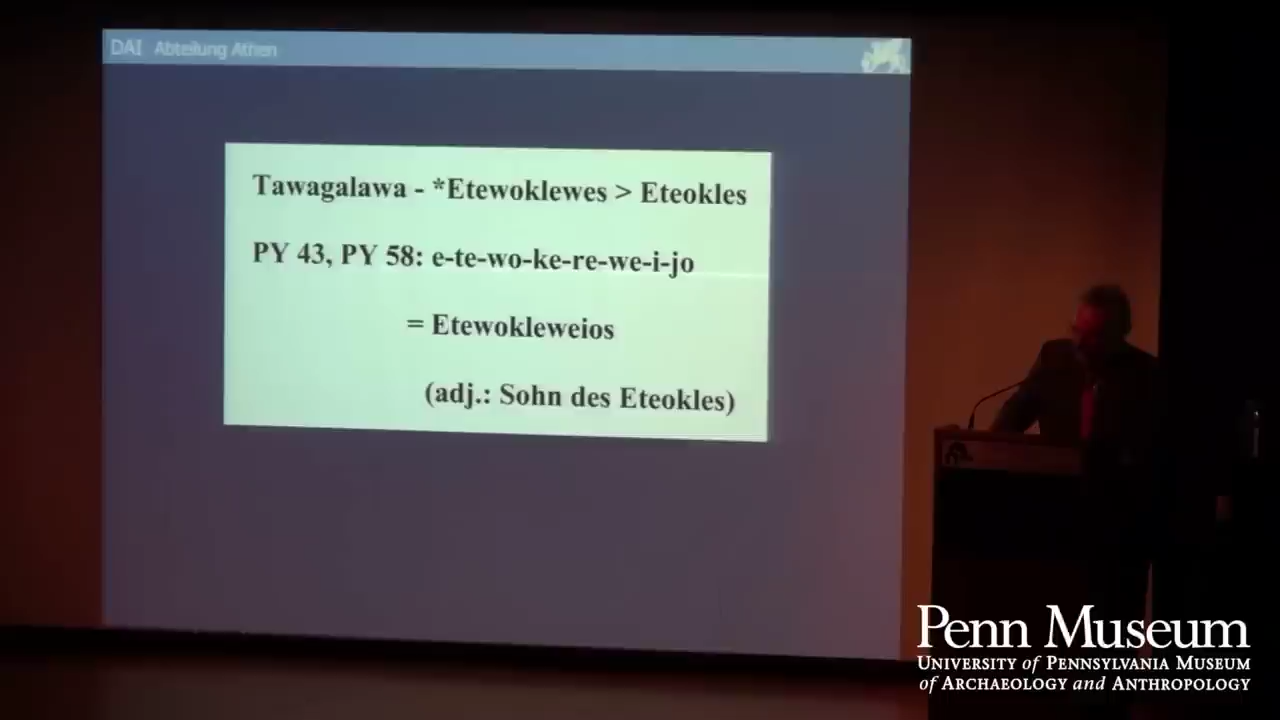 DAI Abteilung Athen
Tawagalawa - *Etewoklewes > Eteokles
PY 43, PY 58: e-te-wo-ke-re-we-i-jo
= Etewokleweios
(adj.: Sohn des Eteokles)
Penn Museum
UNIVERSITY of PENNSYLVANIA MUSEUM
of ARCHAEOLOGY and ANTHROPOLOGY